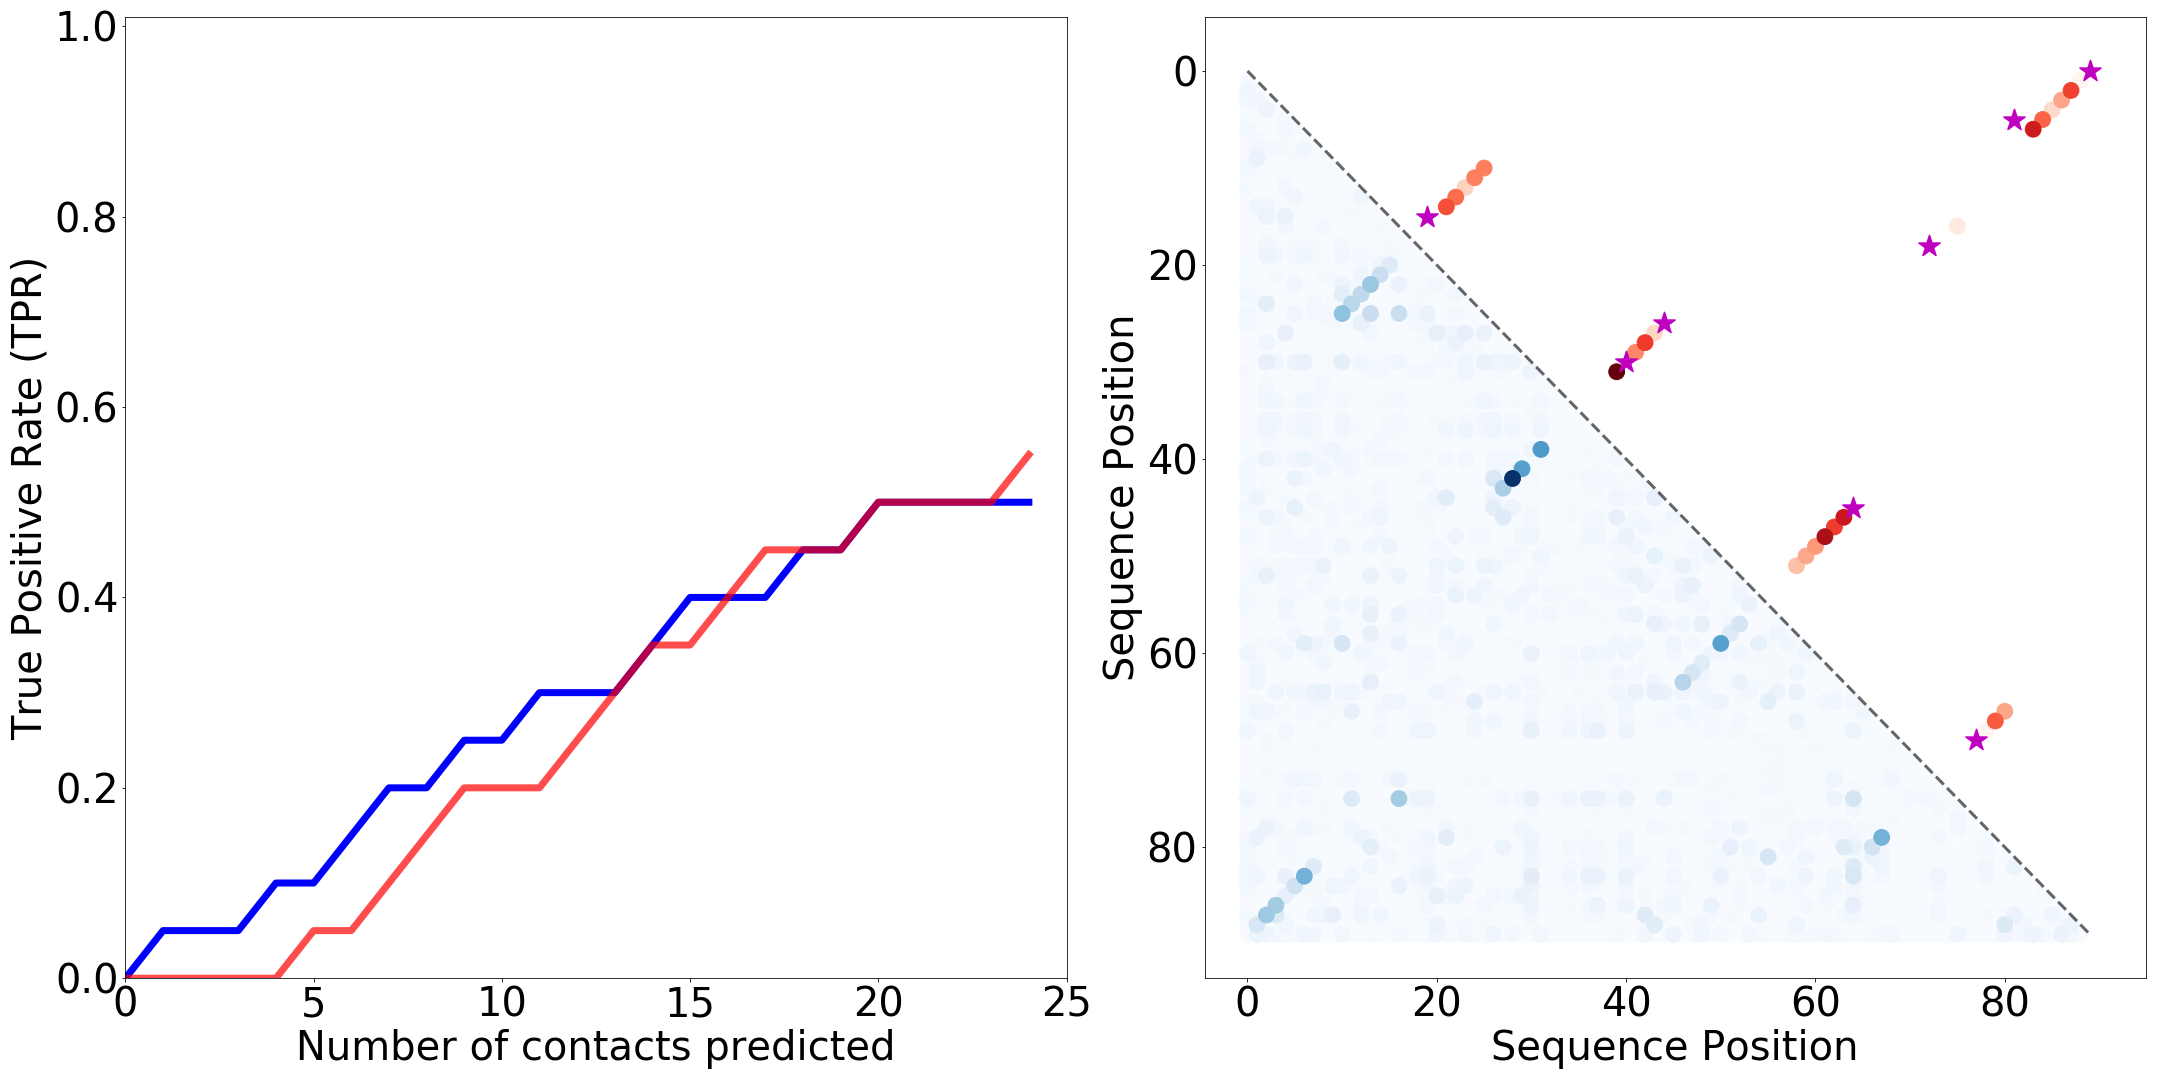 True Positive Rate (TPR)
1.0
0.8
0.6
0.4
0.2
0.0
0 5 10 15 20 25
Number of contacts predicted
Sequence Position
0
20
40
60
80
0 20 40 60 80
Sequence Position